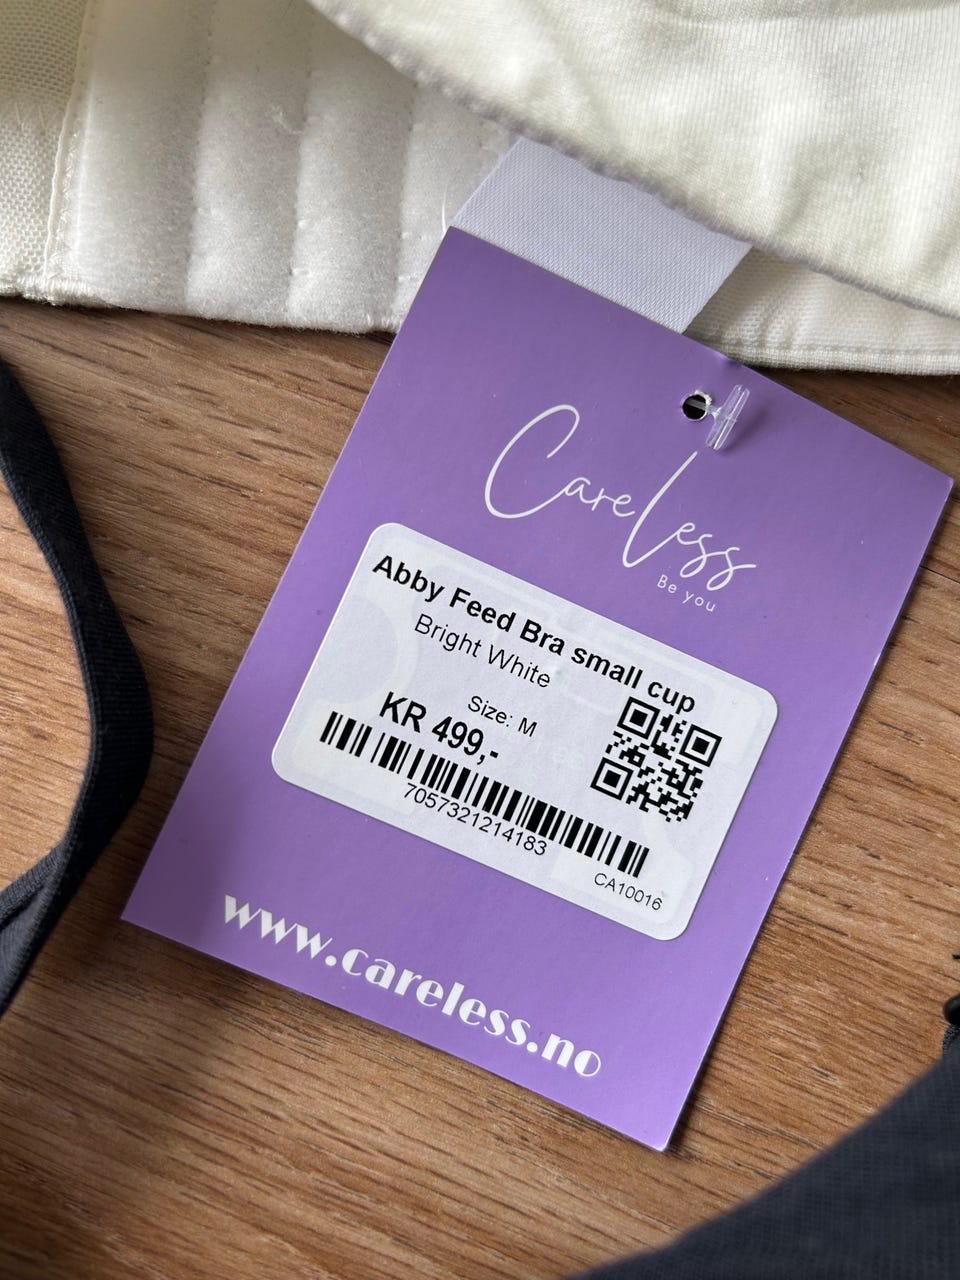 CareLess
Be you
Abby Feed Bra small cup
Bright White
Size: M
KR 499,-
7057321214183
CA10016
www.careless.no